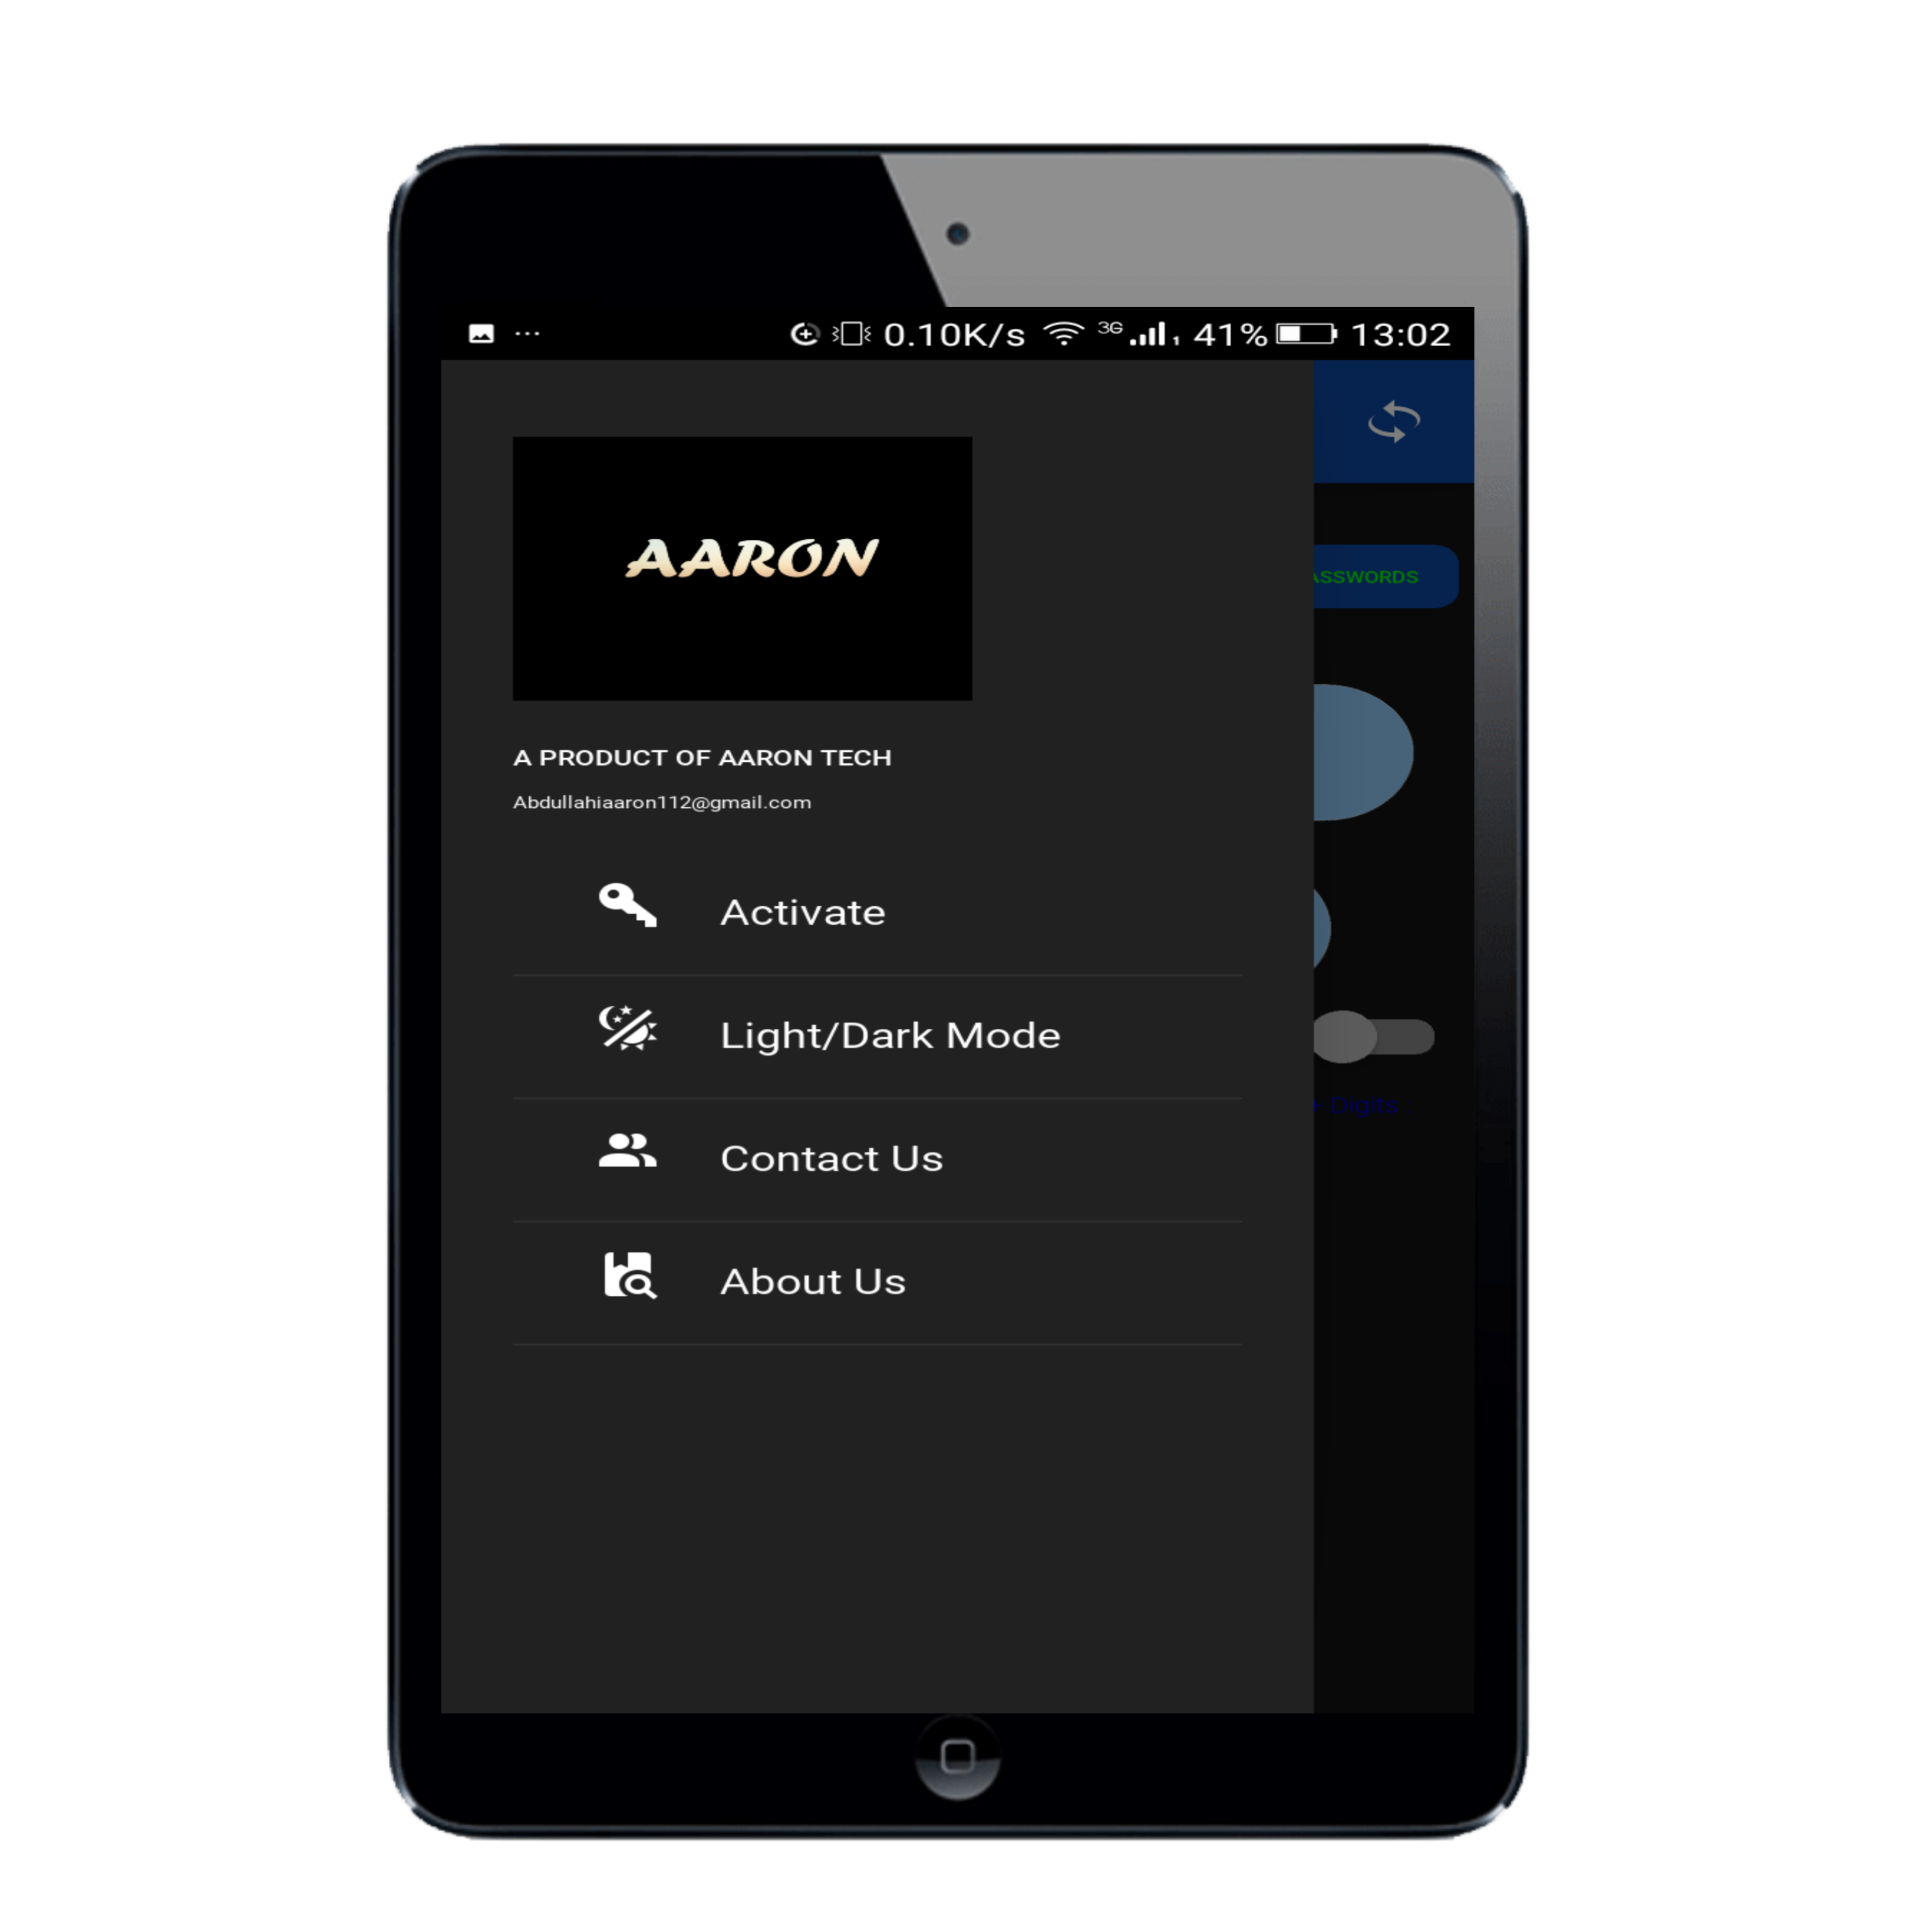 0.10K/s 3G 1 41% 13:02
AARON
ASSWORDS
A PRODUCT OF AARON TECH
Abdullahiaaron112@gmail.com
Activate
Light/Dark Mode
Digits :
Contact Us
About Us